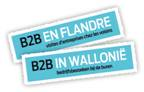 B2B EN FLANDRE
visites d'entreprises chez les voisins
B2B IN WALLONIË
bedrijfsbezoeken bij de buren